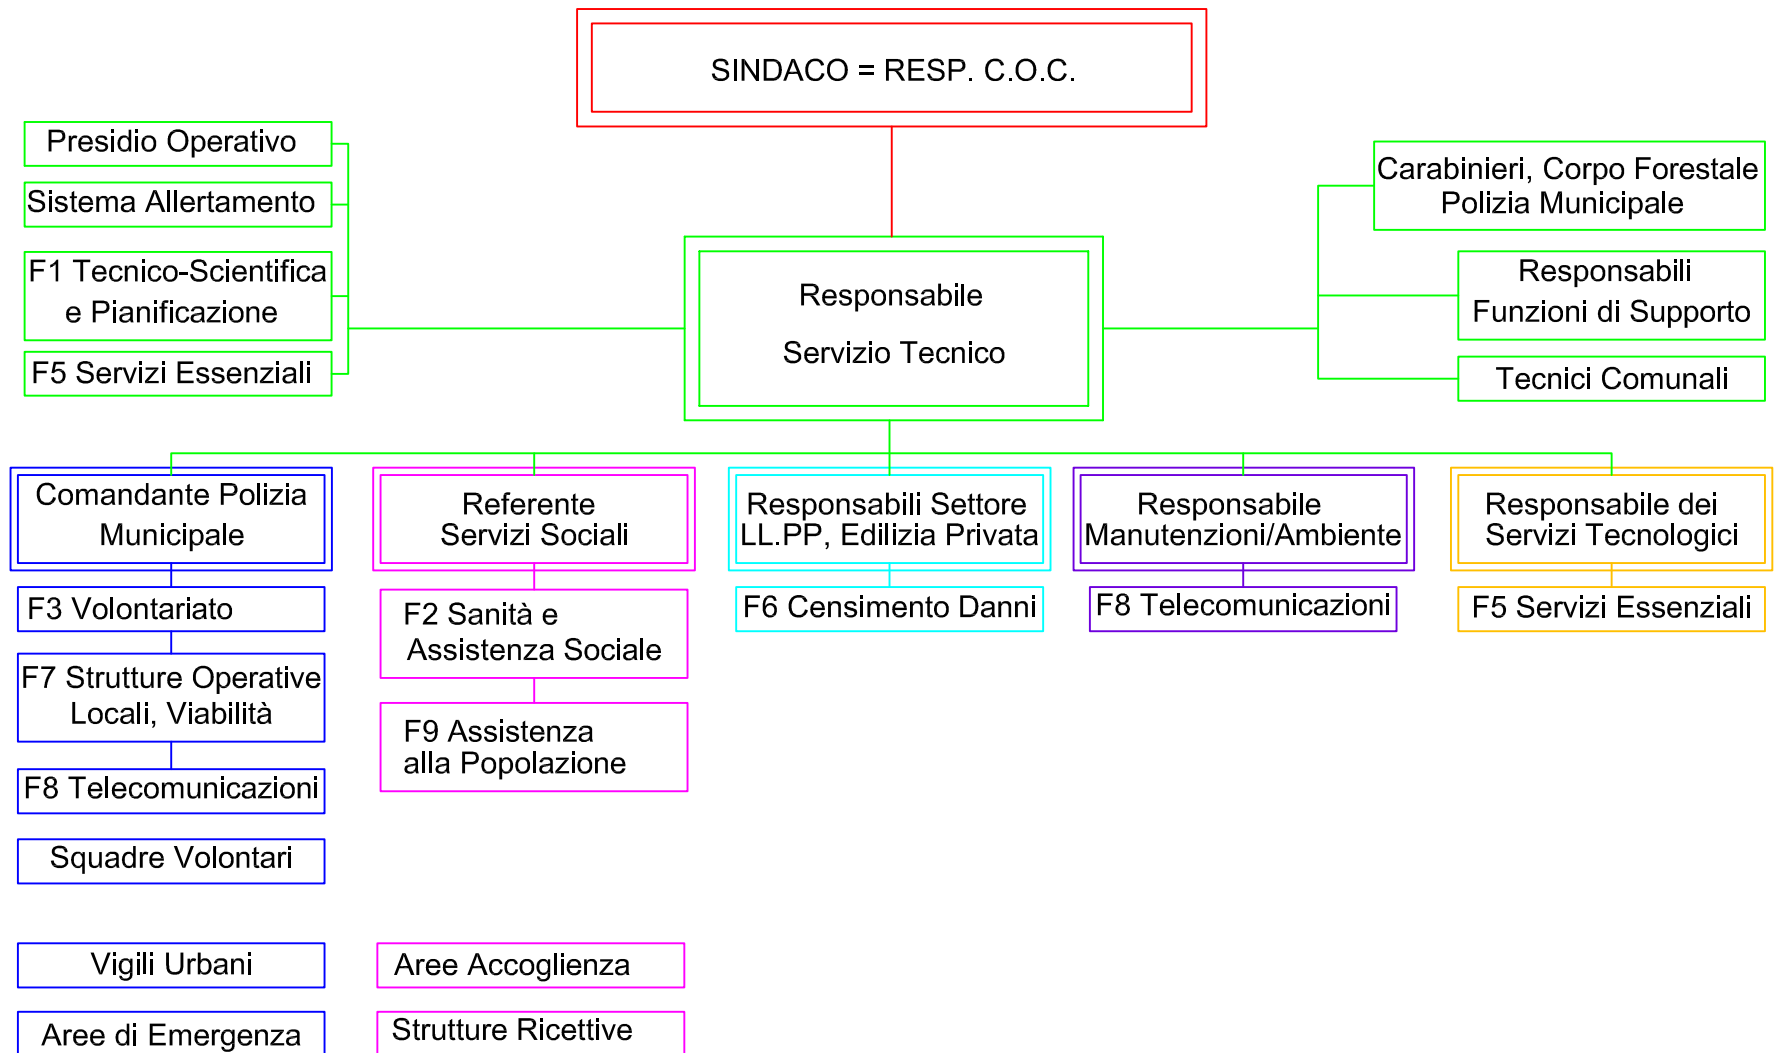 SINDACO = RESP. C.O.C.
Presidio Operativo
Sistema Allertamento
F1 Tecnico-Scientifica
e Pianificazione
F5 Servizi Essenziali
Responsabile
Servizio Tecnico
Carabinieri, Corpo Forestale
Polizia Municipale
Responsabili
Funzioni di Supporto
Tecnici Comunali
Comandante Polizia
Municipale
F3 Volontariato
F7 Strutture Operative
Locali, Viabilità
F8 Telecomunicazioni
Squadre Volontari
Vigili Urbani
Aree di Emergenza
Referente
Servizi Sociali
F2 Sanità e
Assistenza Sociale
F9 Assistenza
alla Popolazione
Aree Accoglienza
Strutture Ricettive
Responsabili Settore
LL.PP, Edilizia Privata
F6 Censimento Danni
Responsabile
Manutenzioni/Ambiente
F8 Telecomunicazioni
Responsabile dei
Servizi Tecnologici
F5 Servizi Essenziali